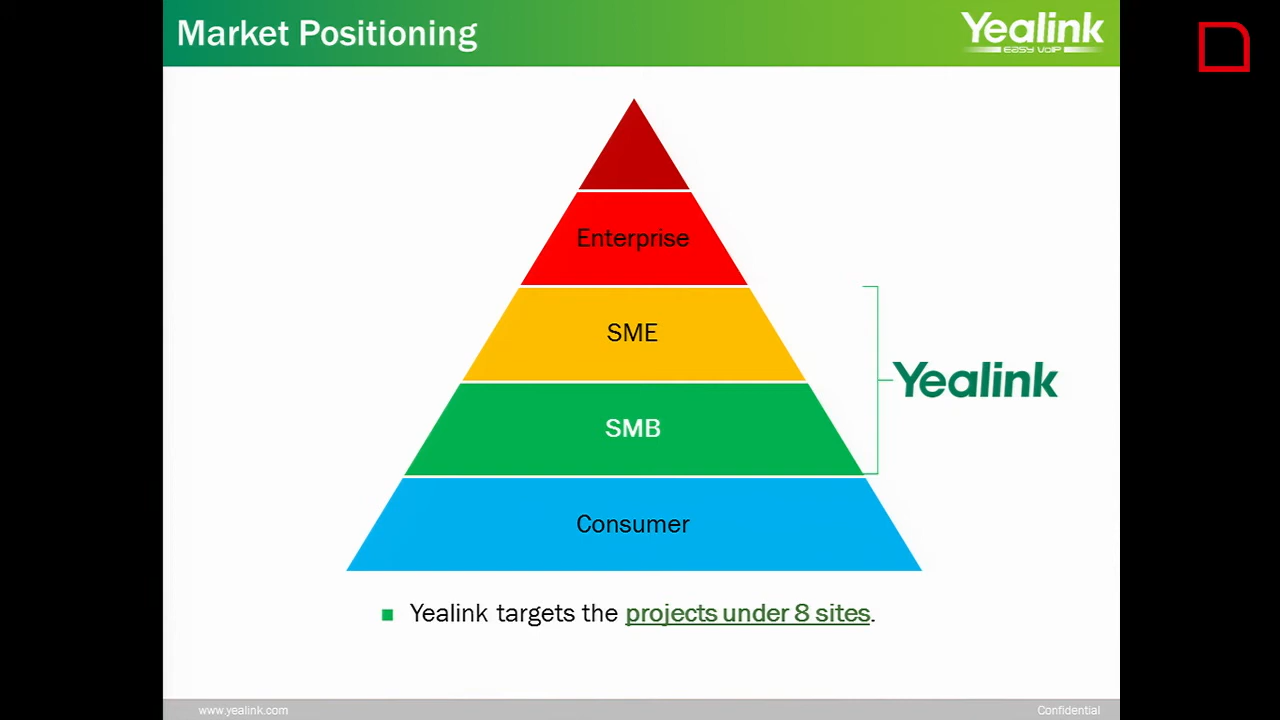 Market Positioning
Yealink
EASY VOIP
Enterprise
SME
Yealink
SMB
Consumer
Yealink targets the projects under 8 sites.
www.yealink.com
Confidential